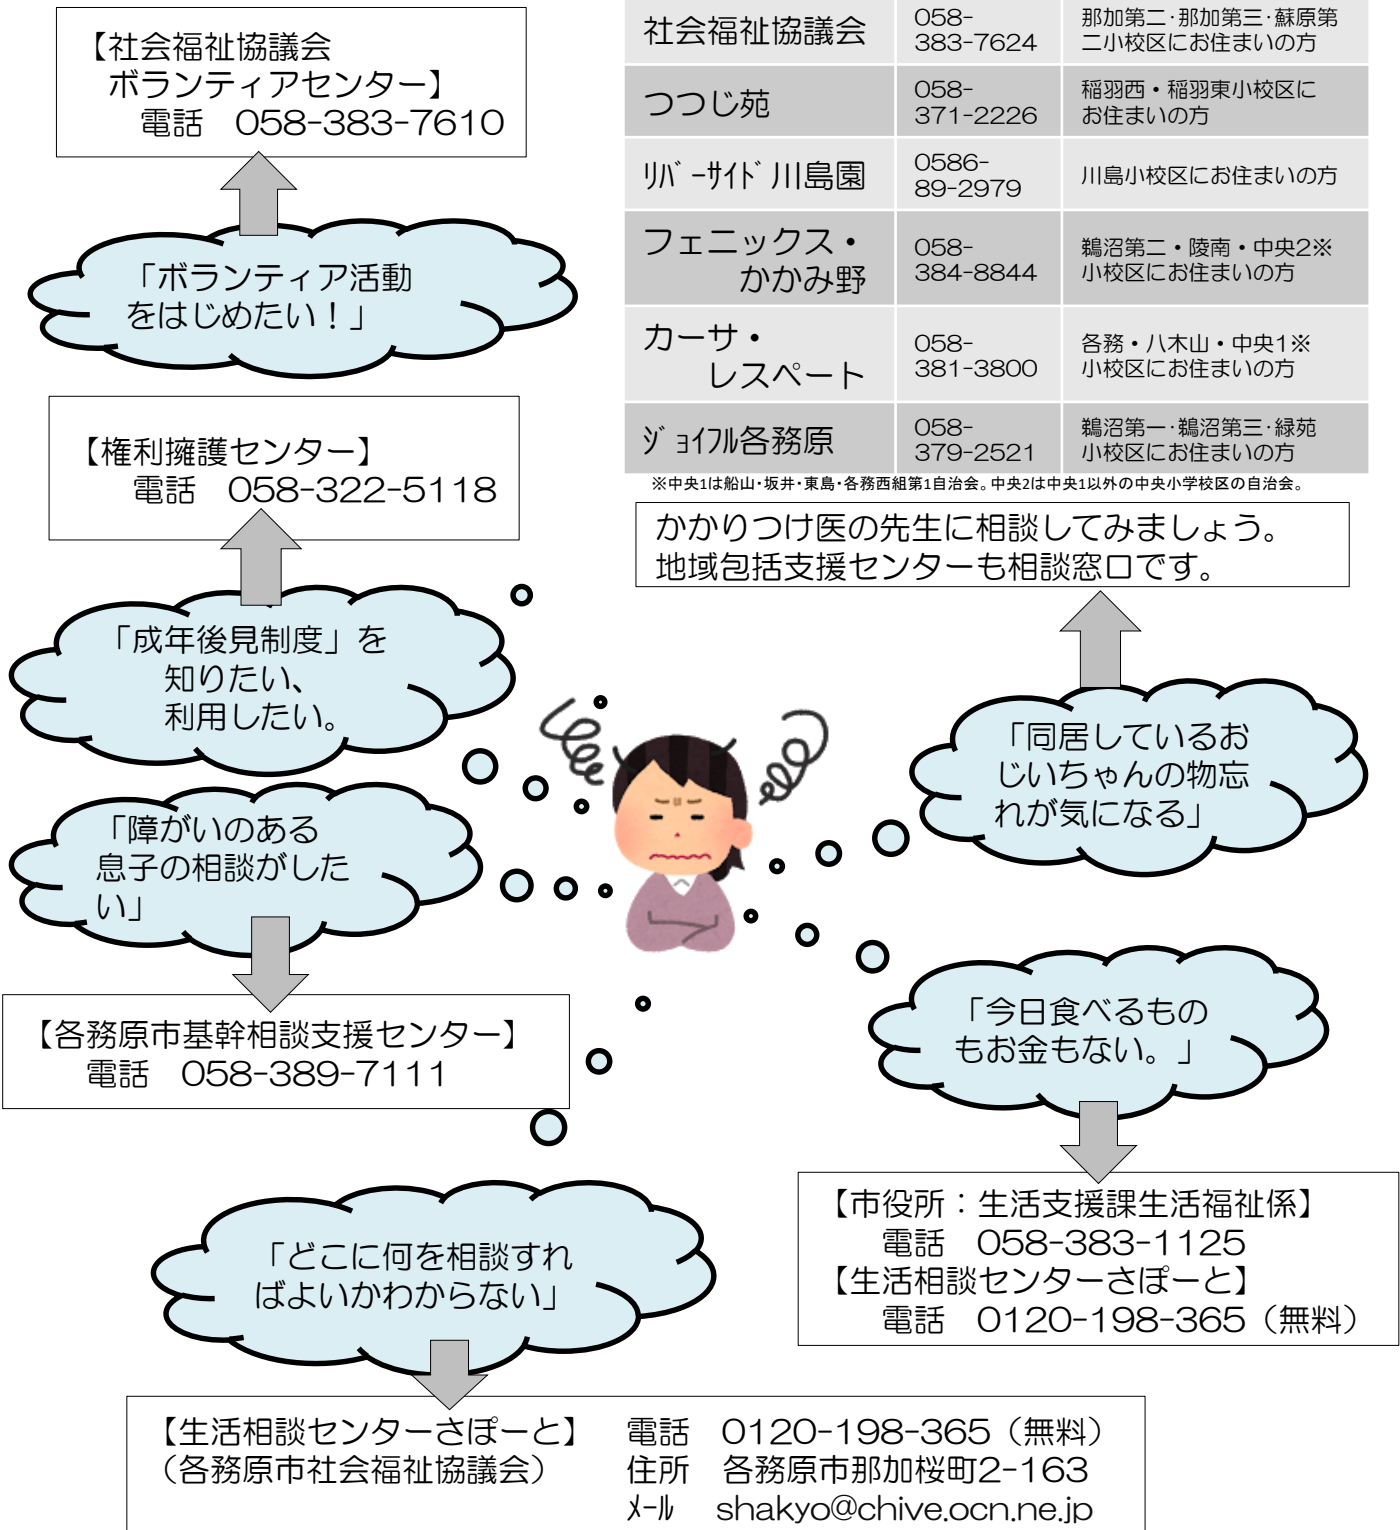 【社会福祉協議会
ボランティアセンター】
電話　058-383-7610
「ボランティア活動
をはじめたい！」
【権利擁護センター】
電話　058-322-5118
「成年後見制度」を
知りたい、
利用したい。
「障がいのある
息子の相談がした
い」
【各務原市基幹相談支援センター】
電話　058-389-7111
社会福祉協議会
058-
383-7624
那加第二･那加第三･蘇原第
二小校区にお住まいの方
つつじ苑
058-
371-2226
稲羽西・稲羽東小校区に
お住まいの方
ﾘﾊﾞｰｻｲﾄﾞ川島園
0586-
89-2979
川島小校区にお住まいの方
フェニックス・
かかみ野
058-
384-8844
鵜沼第二・陵南・中央2※
小校区にお住まいの方
カーサ・
レスペート
058-
381-3800
各務・八木山・中央1※
小校区にお住まいの方
ｼﾞｮｲﾌﾙ各務原
058-
379-2521
鵜沼第一･鵜沼第三･緑苑
小校区にお住まいの方
※中央1は船山･坂井･東島･各務西組第1自治会。中央2は中央1以外の中央小学校区の自治会。
かかりつけ医の先生に相談してみましょう。
地域包括支援センターも相談窓口です。
「同居しているお
じいちゃんの物忘
れが気になる」
「今日食べるもの
もお金もない。」
【市役所：生活支援課生活福祉係】
電話　058-383-1125
【生活相談センターさぽーと】
電話　0120-198-365（無料）
「どこに何を相談すれ
ばよいかわからない」
【生活相談センターさぽーと】　電話　0120-198-365（無料）
（各務原市社会福祉協議会）　住所　各務原市那加桜町2-163
ﾒｰﾙ　shakyo@chive.ocn.ne.jp